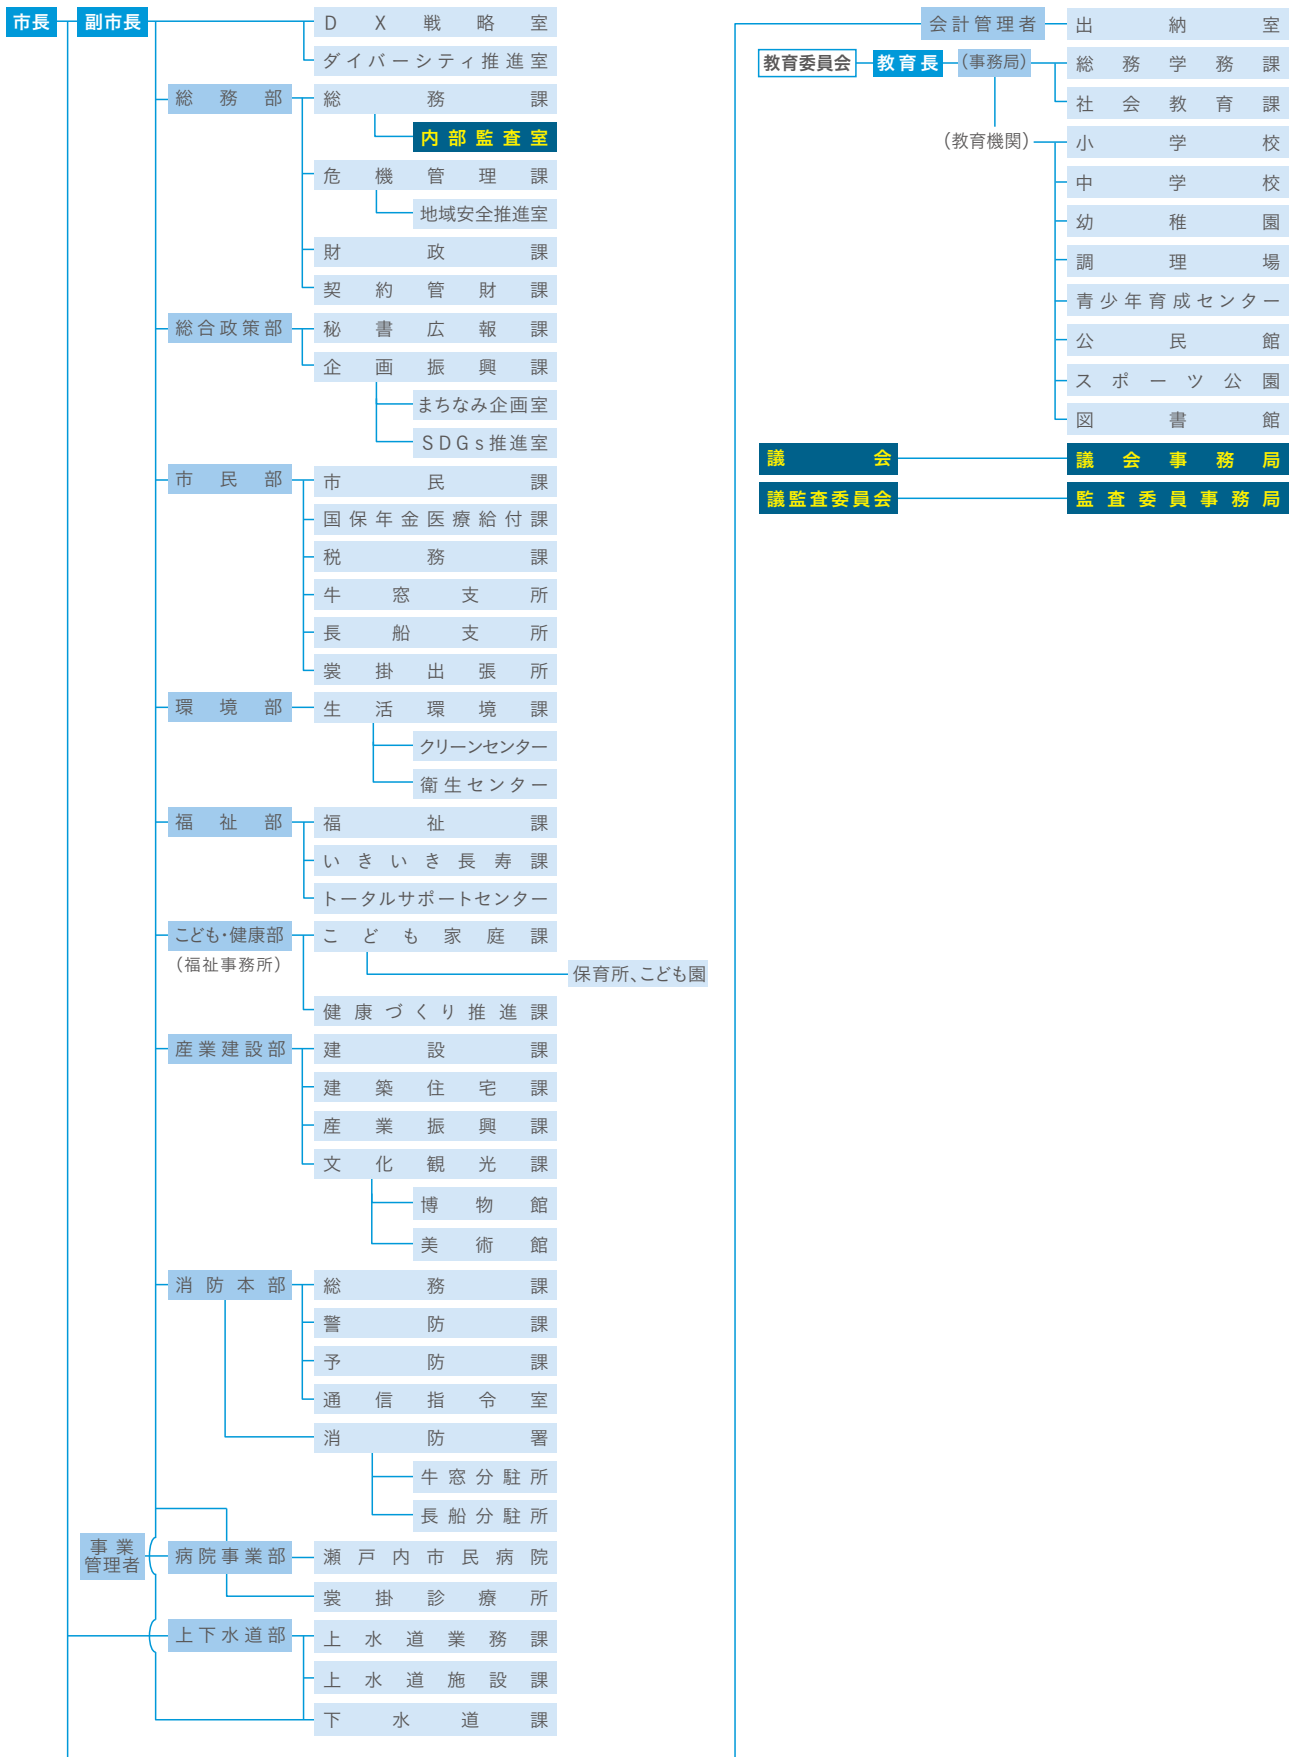 市長
副市長
DX戦略室
ダイバーシティ推進室
総務部
総務課
内部監査室
危機管理課
地域安全推進室
財政課
契約管財課
総合政策部
秘書広報課
企画振興課
まちなみ企画室
SDGs推進室
市民部
市民課
国保年金医療給付課
税務課
牛窓支所
長船支所
裳掛出張所
環境部
生活環境課
クリーンセンター
衛生センター
福祉部
福祉課
いきいき長寿課
トータルサポートセンター
こども・健康部
（福祉事務所）
こども家庭課
保育所、こども園
健康づくり推進課
産業建設部
建設課
建築住宅課
産業振興課
文化観光課
博物館
美術館
消防本部
総務課
警防課
予防課
通信指令室
消防署
牛窓分駐所
長船分駐所
事業
管理者
病院事業部
瀬戸内市民病院
裳掛診療所
上下水道部
上水道業務課
上水道施設課
下水道課
会計管理者
出納室
教育委員会
教育長
（事務局）
総務学務課
社会教育課
（教育機関）
小学校
中学校
幼稚園
調理場
青少年育成センター
公民館
スポーツ公園
図書館
議会
議会事務局
議監査委員会
監査委員事務局